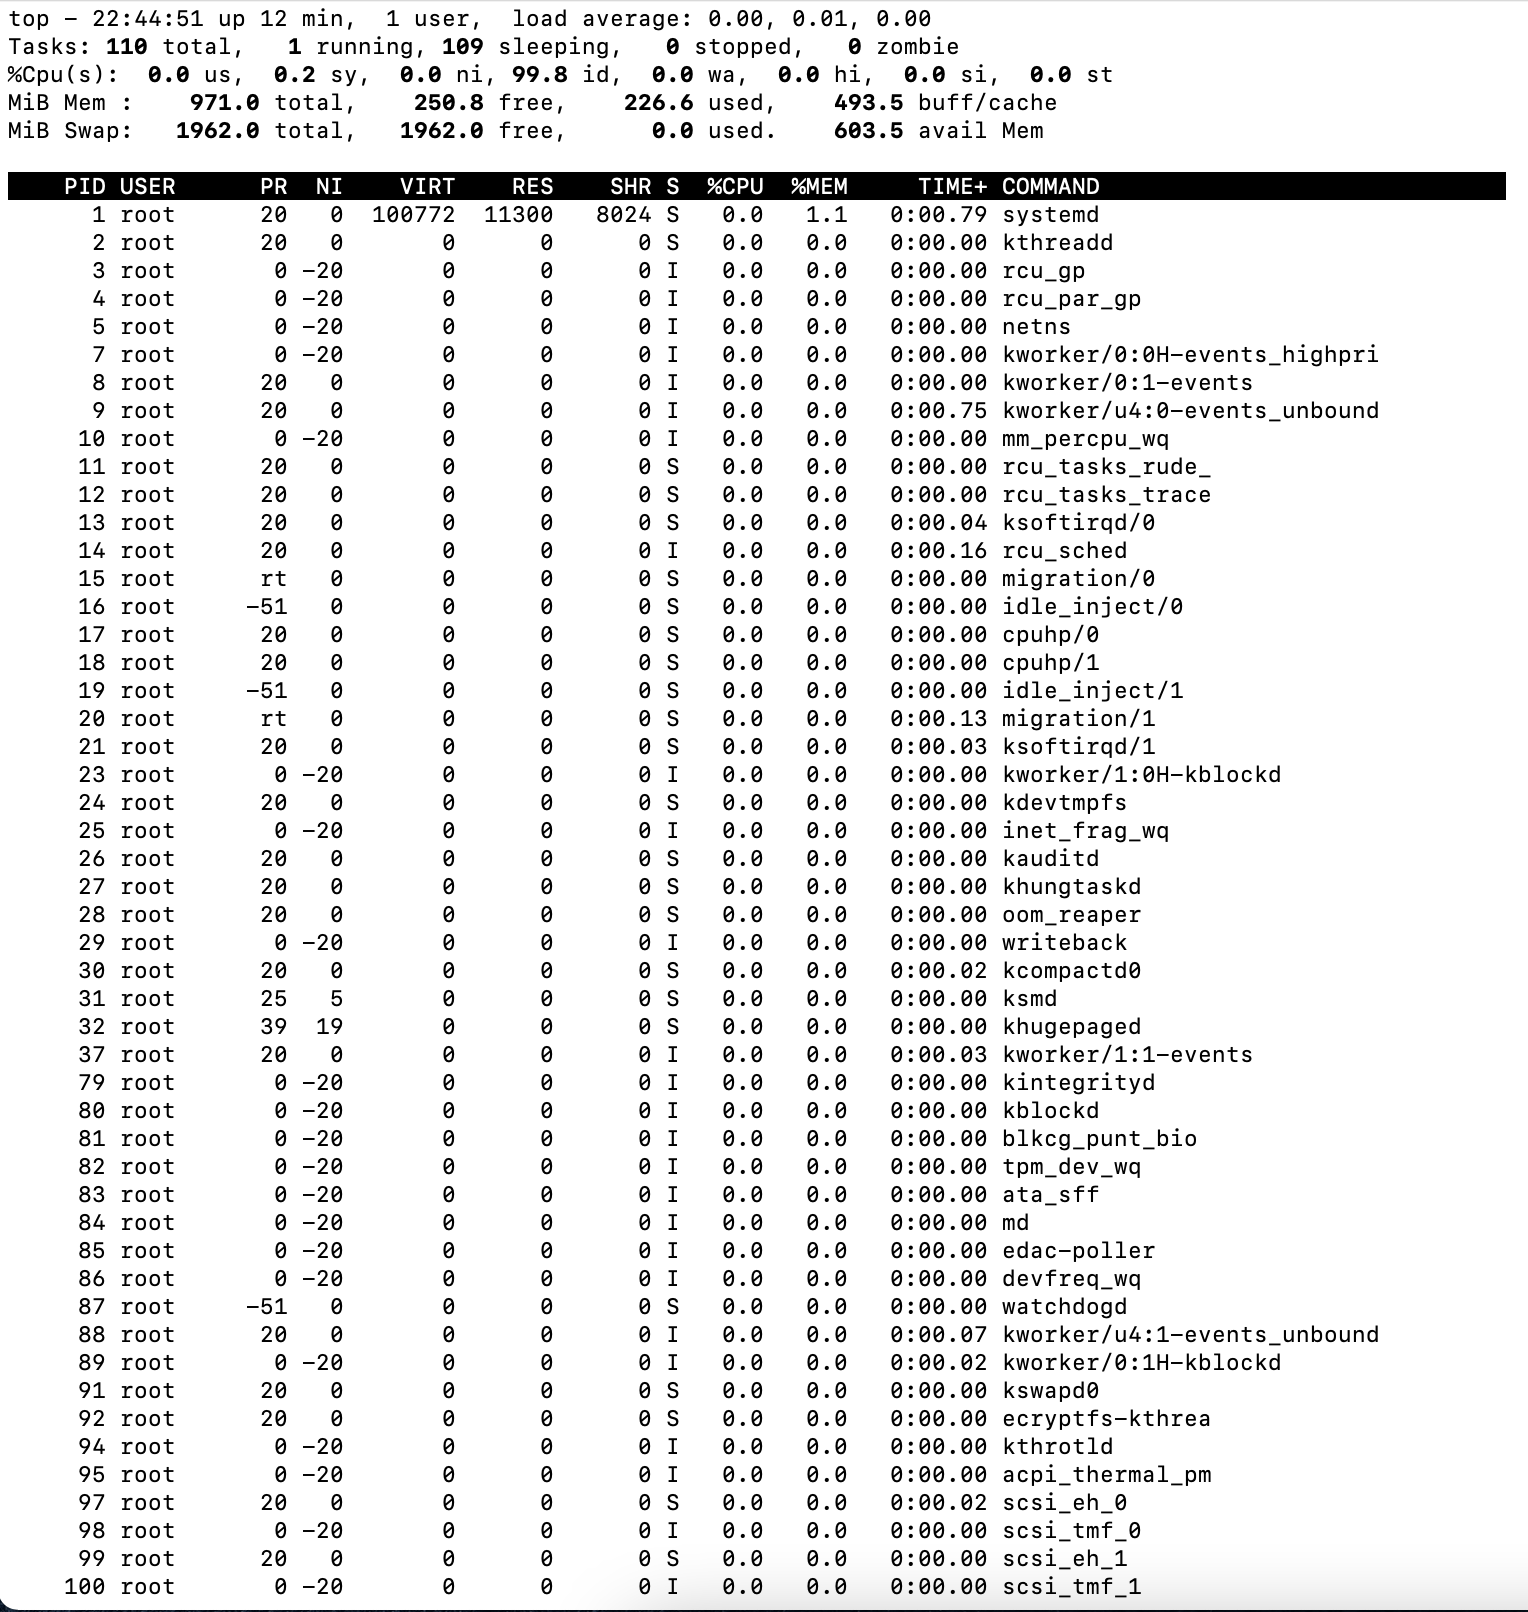 top - 22:44:51 up 12 min,  1 user,  load average: 0.00, 0.01, 0.00
Tasks: 110 total,   1 running, 109 sleeping,   0 stopped,   0 zombie
%Cpu(s):  0.0 us,  0.2 sy,  0.0 ni, 99.8 id,  0.0 wa,  0.0 hi,  0.0 si,  0.0 st
MiB Mem :    971.0 total,    250.8 free,    226.6 used,    493.5 buff/cache
MiB Swap:   1962.0 total,   1962.0 free,      0.0 used.    603.5 avail Mem
PID USER      PR  NI    VIRT    RES    SHR S  %CPU  %MEM     TIME+ COMMAND
1 root      20   0  100772  11300   8024 S   0.0   1.1   0:00.79 systemd
2 root      20   0       0      0      0 S   0.0   0.0   0:00.00 kthreadd
3 root       0 -20       0      0      0 I   0.0   0.0   0:00.00 rcu_gp
4 root       0 -20       0      0      0 I   0.0   0.0   0:00.00 rcu_par_gp
5 root       0 -20       0      0      0 I   0.0   0.0   0:00.00 netns
7 root       0 -20       0      0      0 I   0.0   0.0   0:00.00 kworker/0:0H-events_highpri
8 root      20   0       0      0      0 I   0.0   0.0   0:00.00 kworker/0:1-events
9 root      20   0       0      0      0 I   0.0   0.0   0:00.75 kworker/u4:0-events_unbound
10 root       0 -20       0      0      0 I   0.0   0.0   0:00.00 mm_percpu_wq
11 root      20   0       0      0      0 S   0.0   0.0   0:00.00 rcu_tasks_rude_
12 root      20   0       0      0      0 S   0.0   0.0   0:00.00 rcu_tasks_trace
13 root      20   0       0      0      0 S   0.0   0.0   0:00.04 ksoftirqd/0
14 root      20   0       0      0      0 I   0.0   0.0   0:00.16 rcu_sched
15 root      rt   0       0      0      0 S   0.0   0.0   0:00.00 migration/0
16 root     -51   0       0      0      0 S   0.0   0.0   0:00.00 idle_inject/0
17 root      20   0       0      0      0 S   0.0   0.0   0:00.00 cpuhp/0
18 root      20   0       0      0      0 S   0.0   0.0   0:00.00 cpuhp/1
19 root     -51   0       0      0      0 S   0.0   0.0   0:00.00 idle_inject/1
20 root      rt   0       0      0      0 S   0.0   0.0   0:00.13 migration/1
21 root      20   0       0      0      0 S   0.0   0.0   0:00.03 ksoftirqd/1
23 root       0 -20       0      0      0 I   0.0   0.0   0:00.00 kworker/1:0H-kblockd
24 root      20   0       0      0      0 S   0.0   0.0   0:00.00 kdevtmpfs
25 root       0 -20       0      0      0 I   0.0   0.0   0:00.00 inet_frag_wq
26 root      20   0       0      0      0 S   0.0   0.0   0:00.00 kauditd
27 root      20   0       0      0      0 S   0.0   0.0   0:00.00 khungtaskd
28 root      20   0       0      0      0 S   0.0   0.0   0:00.00 oom_reaper
29 root       0 -20       0      0      0 I   0.0   0.0   0:00.00 writeback
30 root      20   0       0      0      0 S   0.0   0.0   0:00.02 kcompactd0
31 root      25   5       0      0      0 S   0.0   0.0   0:00.00 ksmd
32 root      39  19       0      0      0 S   0.0   0.0   0:00.00 khugepaged
37 root      20   0       0      0      0 I   0.0   0.0   0:00.03 kworker/1:1-events
79 root       0 -20       0      0      0 I   0.0   0.0   0:00.00 kintegrityd
80 root       0 -20       0      0      0 I   0.0   0.0   0:00.00 kblockd
81 root       0 -20       0      0      0 I   0.0   0.0   0:00.00 blkcg_punt_bio
82 root       0 -20       0      0      0 I   0.0   0.0   0:00.00 tpm_dev_wq
83 root       0 -20       0      0      0 I   0.0   0.0   0:00.00 ata_sff
84 root       0 -20       0      0      0 I   0.0   0.0   0:00.00 md
85 root       0 -20       0      0      0 I   0.0   0.0   0:00.00 edac-poller
86 root       0 -20       0      0      0 I   0.0   0.0   0:00.00 devfreq_wq
87 root     -51   0       0      0      0 S   0.0   0.0   0:00.00 watchdogd
88 root      20   0       0      0      0 I   0.0   0.0   0:00.07 kworker/u4:1-events_unbound
89 root       0 -20       0      0      0 I   0.0   0.0   0:00.02 kworker/0:1H-kblockd
91 root      20   0       0      0      0 S   0.0   0.0   0:00.00 kswapd0
92 root      20   0       0      0      0 S   0.0   0.0   0:00.00 ecryptfs-kthrea
94 root       0 -20       0      0      0 I   0.0   0.0   0:00.00 kthrotld
95 root       0 -20       0      0      0 I   0.0   0.0   0:00.00 acpi_thermal_pm
97 root      20   0       0      0      0 S   0.0   0.0   0:00.02 scsi_eh_0
98 root       0 -20       0      0      0 I   0.0   0.0   0:00.00 scsi_tmf_0
99 root      20   0       0      0      0 S   0.0   0.0   0:00.00 scsi_eh_1
100 root       0 -20       0      0      0 I   0.0   0.0   0:00.00 scsi_tmf_1